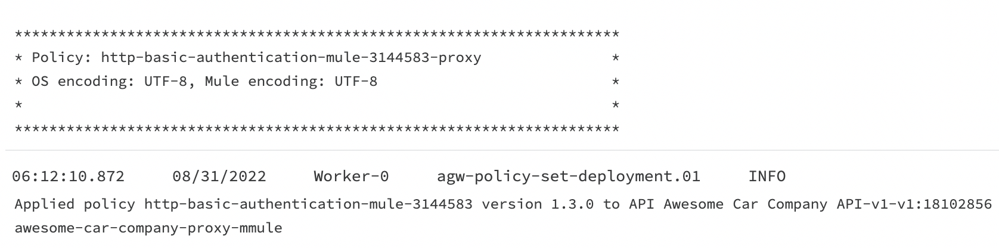 ***********************************************************************
* Policy: http-basic-authentication-mule-3144583-proxy               *
* OS encoding: UTF-8, Mule encoding: UTF-8                           *
*                                                                    *
***********************************************************************
06:12:10.872 08/31/2022 Worker-0 agw-policy-set-deployment.01 INFO
Applied policy http-basic-authentication-mule-3144583 version 1.3.0 to API Awesome Car Company API-v1-v1:18102856
awesome-car-company-proxy-mmule